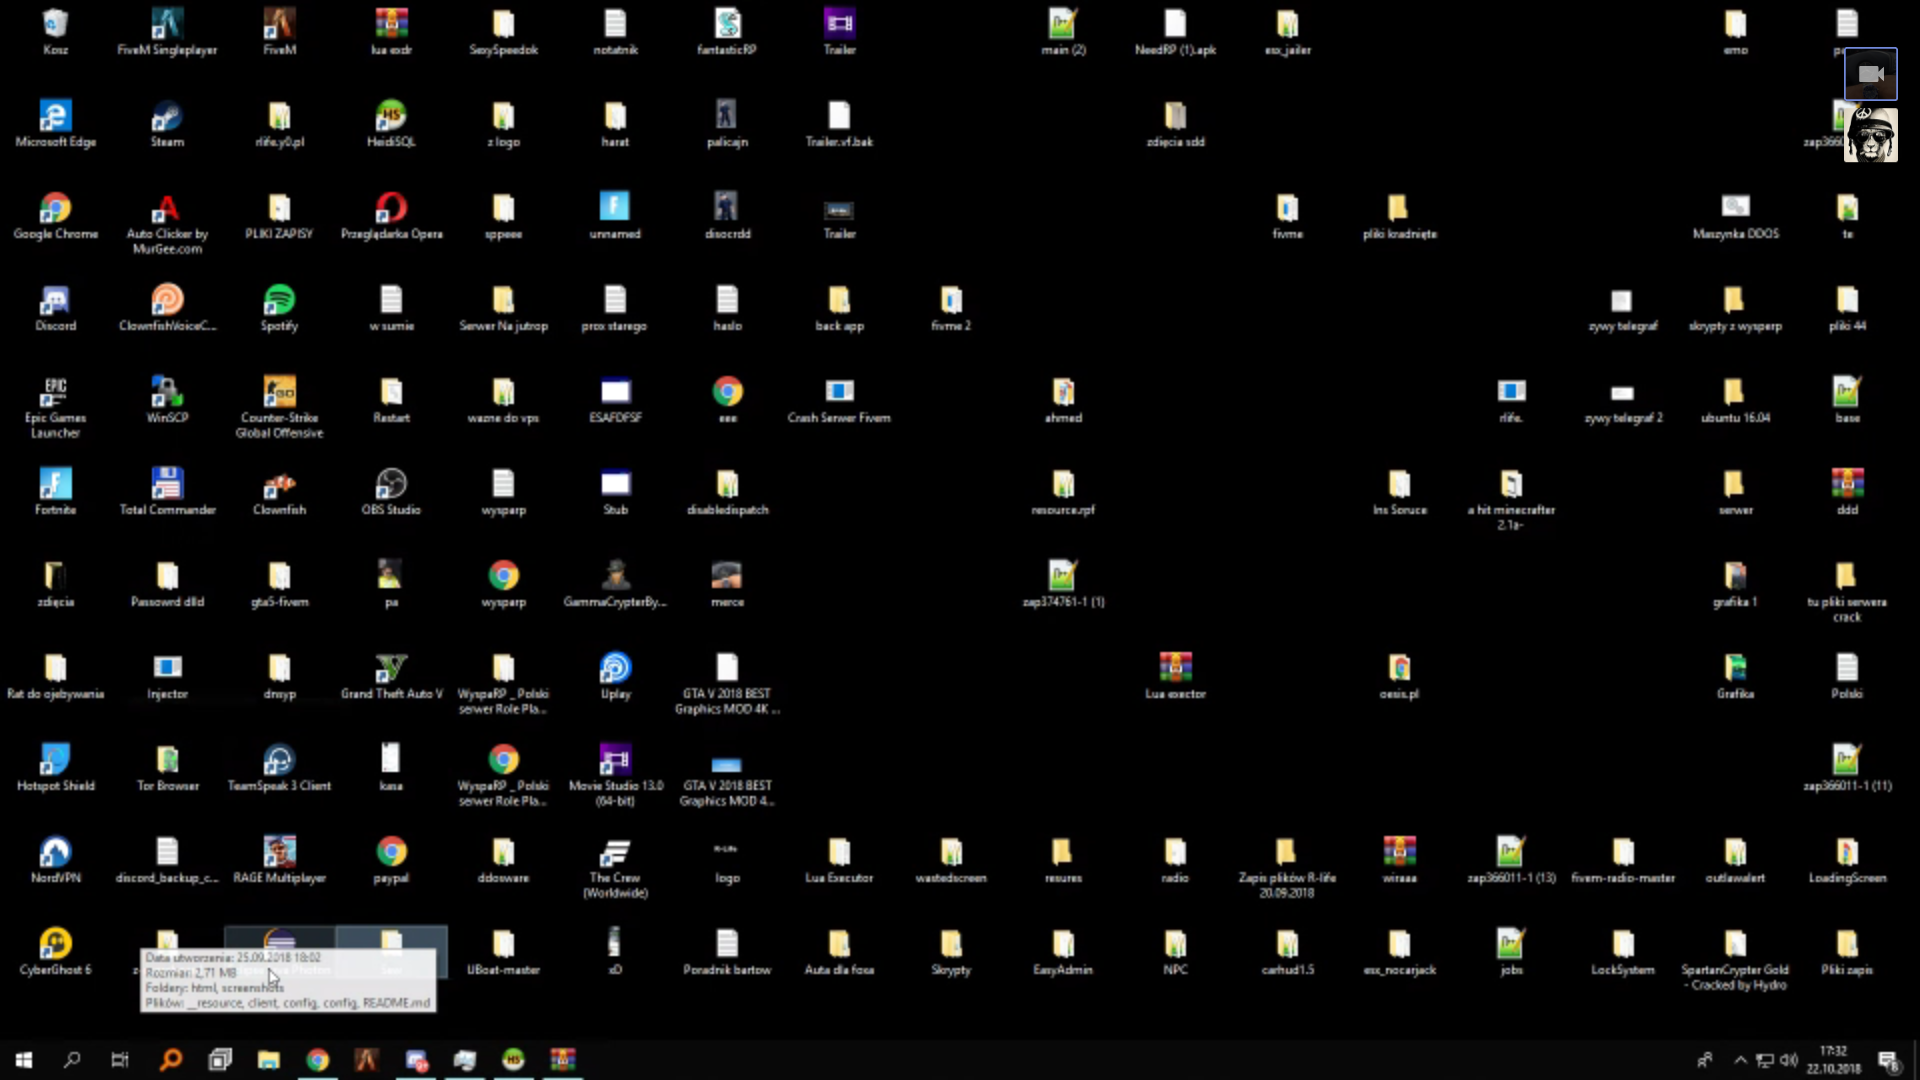 Kosz
FiveM Singleplayer
FiveM
lua exdr
SexySpeedok
notatnik
fantasticRP
Trailer
main (2)
NeedRP (1).apk
esx_jailer
emo
Microsoft Edge
Steam
rlife.y0.pl
HeidiSQL
z logo
harat
palicajn
Trailer.vf.bak
zdięcia sdd
Google Chrome
Auto Clicker by
MurGee.com
PLIKI ZAPISY
Przeglądarka Opera
sppeee
unnamed
disocrdd
Trailer
fivme
pliki kradnięte
Maszynka DDOS
te
Discord
ClownfishVoiceC...
Spotify
w sumie
Serwer Na jutrop
prox starego
haslo
back app
fivme 2
zywy telegraf
skrypty z wysperp
pliki 44
Epic Games
Launcher
WinSCP
Counter-Strike
Global Offensive
Restart
wazne do vps
ESAFDFSF
eee
Crash Serwer Fivem
ahmed
rlife.
zywy telegraf 2
ubuntu 16.04
base
Fortnite
Total Commander
Clownfish
OBS Studio
wysparp
Stub
disabledispatch
resource.rpf
Ins Soruce
a hit minecrafter
2.1a-
serwer
ddd
zdięcia
Passowrd dlld
gta5-fivem
pa
wysparp
GammaCrypterBy...
merce
zap374761-1 (1)
grafika 1
tu pliki serwera
crack
Rat do ojebywania
Injector
dnsyp
Grand Theft Auto V
WyspaRP _ Polski
serwer Role Pla...
Uplay
GTA V 2018 BEST
Graphics MOD 4K ...
Lua exector
oesis.pl
Grafika
Polski
Hotspot Shield
Tor Browser
TeamSpeak 3 Client
kasa
WyspaRP _ Polski
serwer Role Pla...
Movie Studio 13.0
(64-bit)
GTA V 2018 BEST
Graphics MOD 4...
zap366011-1 (11)
NordVPN
discord_backup_c...
RAGE Multiplayer
paypal
ddosware
The Crew
(Worldwide)
logo
Lua Executor
wastedscreen
resures
radio
Zapis plików R-life
20.09.2018
wiraaa
zap366011-1 (13)
fivem-radio-master
outlawalert
LoadingScreen
CyberGhost 6
UBoat-master
xD
Poradnik bartow
Auta dla foxa
Skrypty
EasyAdmin
NPC
carhud1.5
esx_nocarjack
jobs
LockSystem
SpartanCrypter Gold
- Cracked by Hydro
Pliki zapis
Data utworzenia: 25.09.2018 18:02
Rozmiar: 2,71 MB
Foldery: html, screenshots
Plików: __resource, client, config, config, README.md
17:32
22.10.2018